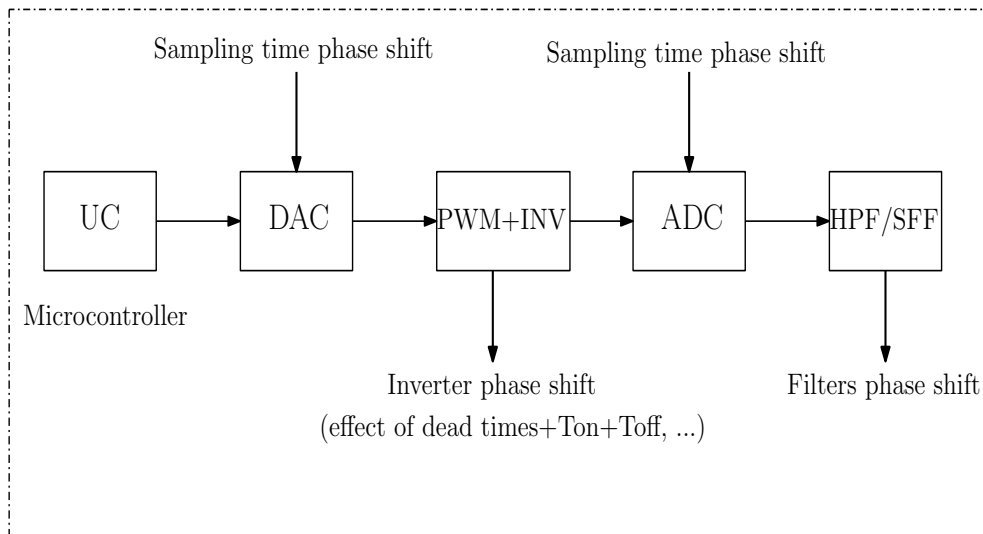 Sampling time phase shift
Sampling time phase shift
UC
DAC
PWM+INV
ADC
HPF/SFF
Microcontroller
Inverter phase shift
(effect of dead times+Ton+Toff, ...)
Filters phase shift